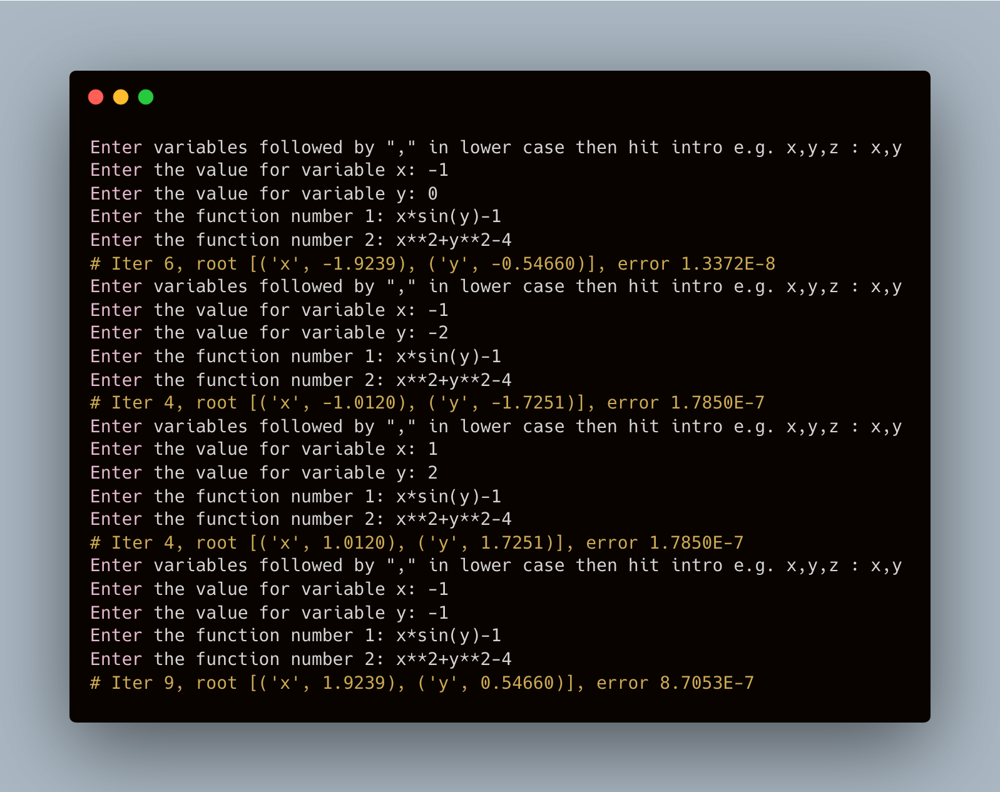 Enter variables followed by "," in lower case then hit intro e.g. x,y,z : x,y
Enter the value for variable x: -1
Enter the value for variable y: 0
Enter the function number 1: x*sin(y)-1
Enter the function number 2: x**2+y**2-4
# Iter 6, root [('x', -1.9239), ('y', -0.54660)], error 1.3372E-8
Enter variables followed by "," in lower case then hit intro e.g. x,y,z : x,y
Enter the value for variable x: -1
Enter the value for variable y: -2
Enter the function number 1: x*sin(y)-1
Enter the function number 2: x**2+y**2-4
# Iter 4, root [('x', -1.0120), ('y', -1.7251)], error 1.7850E-7
Enter variables followed by "," in lower case then hit intro e.g. x,y,z : x,y
Enter the value for variable x: 1
Enter the value for variable y: 2
Enter the function number 1: x*sin(y)-1
Enter the function number 2: x**2+y**2-4
# Iter 4, root [('x', 1.0120), ('y', 1.7251)], error 1.7850E-7
Enter variables followed by "," in lower case then hit intro e.g. x,y,z : x,y
Enter the value for variable x: -1
Enter the value for variable y: -1
Enter the function number 1: x*sin(y)-1
Enter the function number 2: x**2+y**2-4
# Iter 9, root [('x', 1.9239), ('y', 0.54660)], error 8.7053E-7